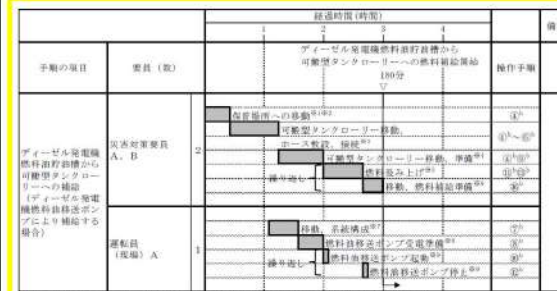 経過時間(時間)
備
1 2 3 4
手順の項目
要員(数)
ディーゼル発電機燃料油貯油槽から
可搬型タンクローリーへの燃料補給開始
180分
▽
操作手順
ディーゼル発電機
燃料油貯油槽から
可搬型タンクロー
リーへの補給
(ディーゼル発電
機燃料油移送ポン
プにより補給する
場合)
災害対策要員
A、B
2
保管場所への移動
可搬型タンクローリー移動、
ホース敷設、接続
可搬型タンクローリー移動、準備
燃料汲み上げ
繰り返し
移動、燃料補給準備
運転員
(現場) A
1
移動、系統構成
燃料油移送ポンプ受電準備
燃料油移送ポンプ起動
繰り返し
燃料油移送ポンプ停止